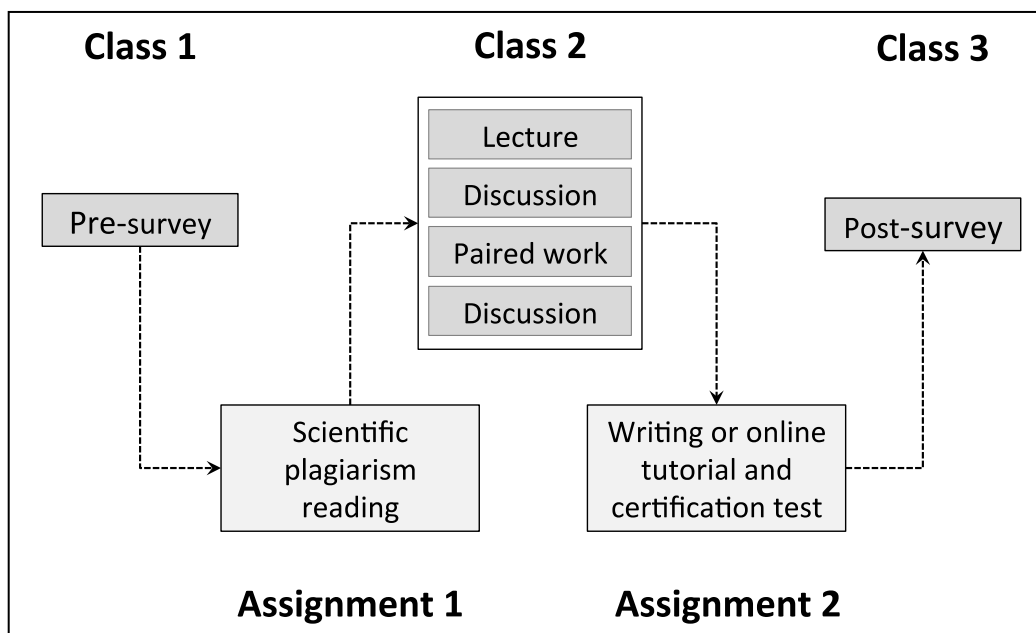 Class 1
Class 2
Class 3
Lecture
Discussion
Paired work
Discussion
Pre-survey
Post-survey
Scientific
plagiarism
reading
Writing or online
tutorial and
certification test
Assignment 1
Assignment 2